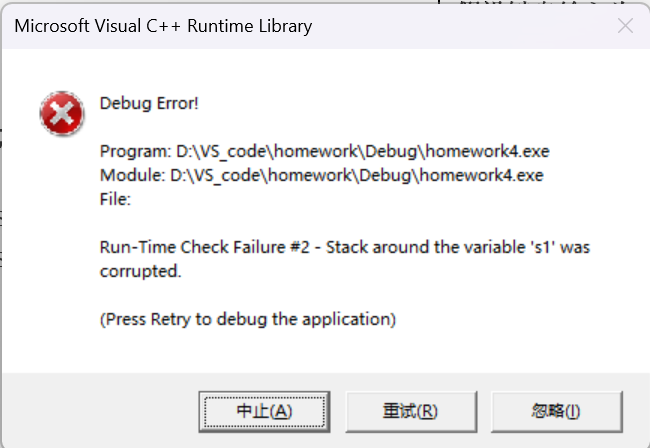 Microsoft Visual C++ Runtime Library
Debug Error!
Program: D:\VS_code\homework\Debug\homework4.exe
Module: D:\VS_code\homework\Debug\homework4.exe
File:
Run-Time Check Failure #2 - Stack around the variable 's1' was
corrupted.
(Press Retry to debug the application)
中止(A)
重试(R)
忽略(I)